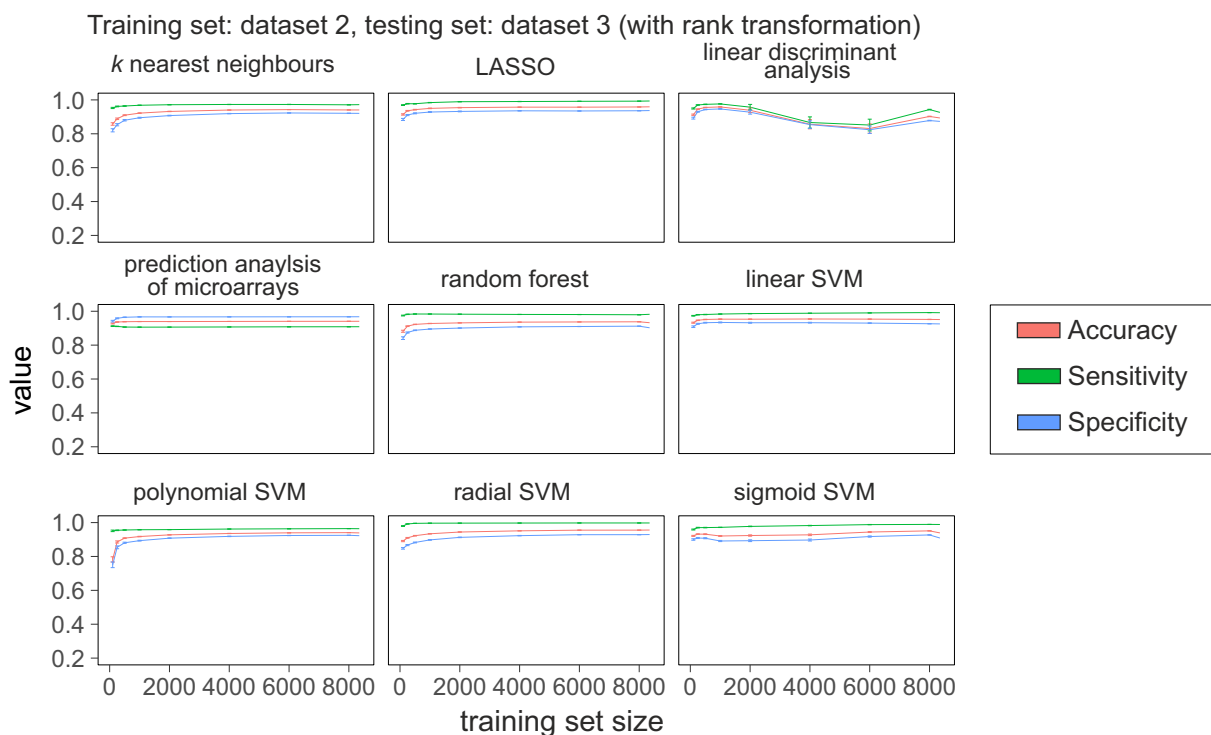 Training set: dataset 2, testing set: dataset 3 (with rank transformation)
k nearest neighbours
LASSO
linear discriminant
analysis
1.0
0.8
0.6
0.4
0.2
prediction anaylsis
of microarrays
random forest
linear SVM
1.0
0.8
0.6
0.4
0.2
value
Accuracy
Sensitivity
Specificity
polynomial SVM
radial SVM
sigmoid SVM
1.0
0.8
0.6
0.4
0.2
0 2000 4000 6000 8000
0 2000 4000 6000 8000
0 2000 4000 6000 8000
training set size